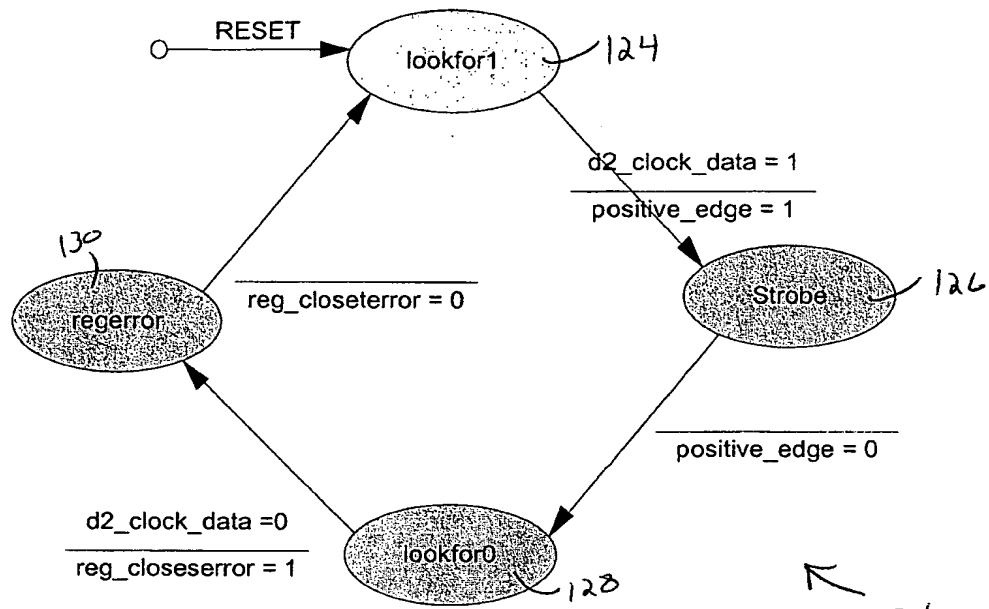 RESET
lookfor1
124
d2_clock_data = 1
positive_edge = 1
130
Strobe
126
reg_closeterror = 0
regerror
positive_edge = 0
d2_clock_data =0
reg_closeserror = 1
lookfor0
128